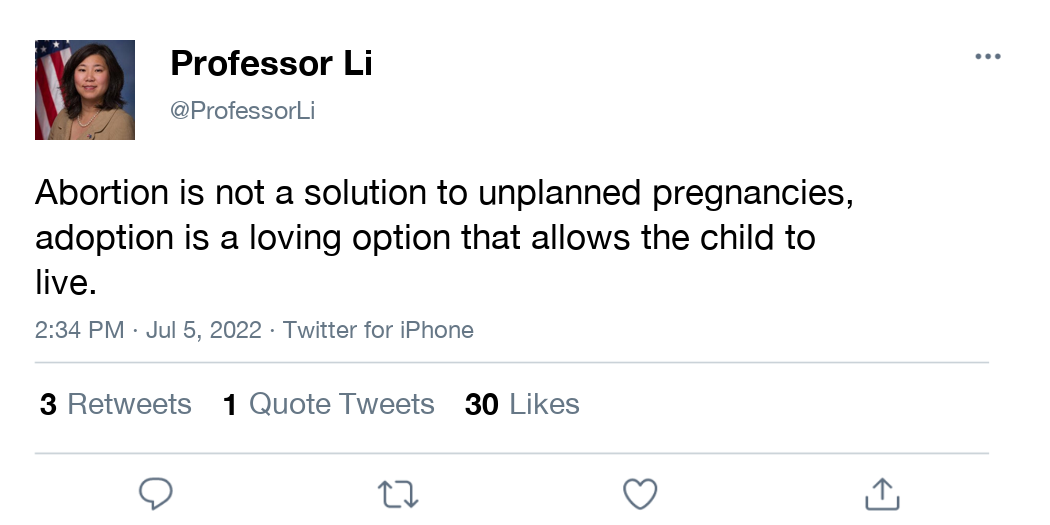 Professor Li
@ProfessorLi
Abortion is not a solution to unplanned pregnancies,
adoption is a loving option that allows the child to
live.
2:34 PM · Jul 5, 2022 · Twitter for iPhone
3 Retweets 1 Quote Tweets 30 Likes